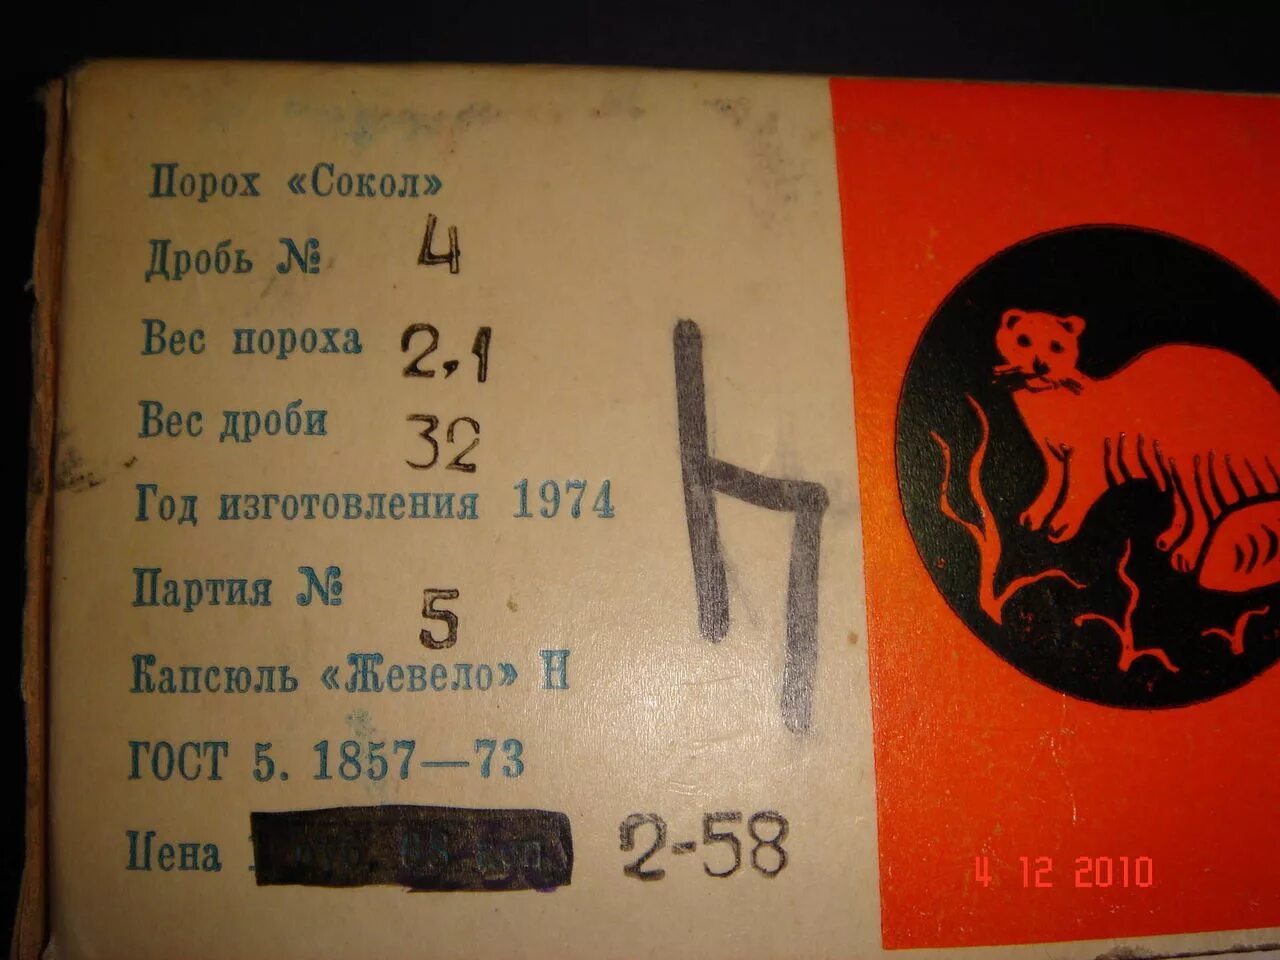 Порох «Сокол»
Дробь № 4
Вес пороха 2,1
Вес дроби 32
Год изготовления 1974
Партия № 5
Капсюль «Жевело» Н
ГОСТ 5. 1857—73
Цена 2-58
4 12 2010